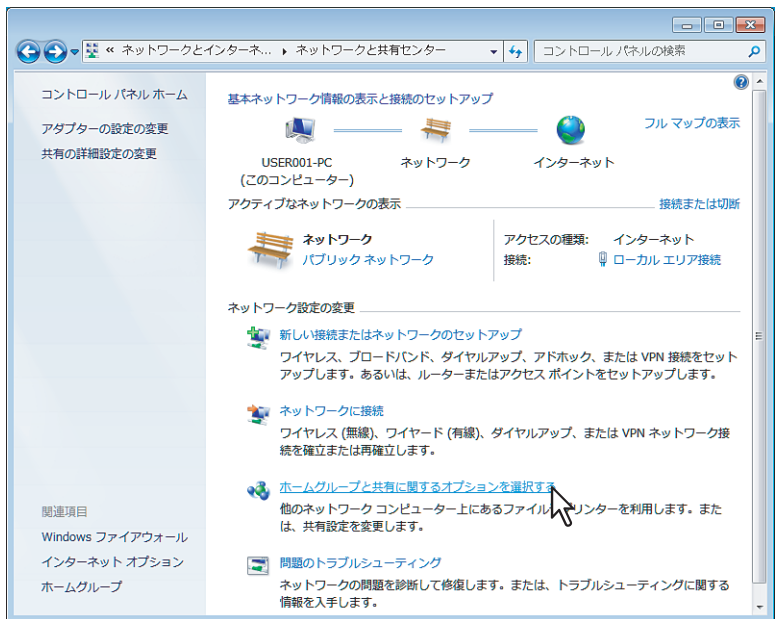 « ネットワークとインターネ... ▸ ネットワークと共有センター
コントロール パネルの検索
コントロール パネル ホーム
アダプターの設定の変更
共有の詳細設定の変更
基本ネットワーク情報の表示と接続のセットアップ
フル マップの表示
USER001-PC
(このコンピューター)
ネットワーク
インターネット
アクティブなネットワークの表示
接続または切断
ネットワーク
パブリック ネットワーク
アクセスの種類: インターネット
接続: ローカル エリア接続
ネットワーク設定の変更
新しい接続またはネットワークのセットアップ
ワイヤレス、ブロードバンド、ダイヤルアップ、アドホック、または VPN 接続をセット
アップします。あるいは、ルーターまたはアクセス ポイントをセットアップします。
ネットワークに接続
ワイヤレス (無線)、ワイヤード (有線)、ダイヤルアップ、または VPN ネットワーク接
続を確立または再確立します。
ホームグループと共有に関するオプションを選択する
他のネットワーク コンピューター上にあるファイル リンターを利用します。また
は、共有設定を変更します。
問題のトラブルシューティング
ネットワークの問題を診断して修復します。または、トラブルシューティングに関する
情報を入手します。
関連項目
Windows ファイアウォール
インターネット オプション
ホームグループ